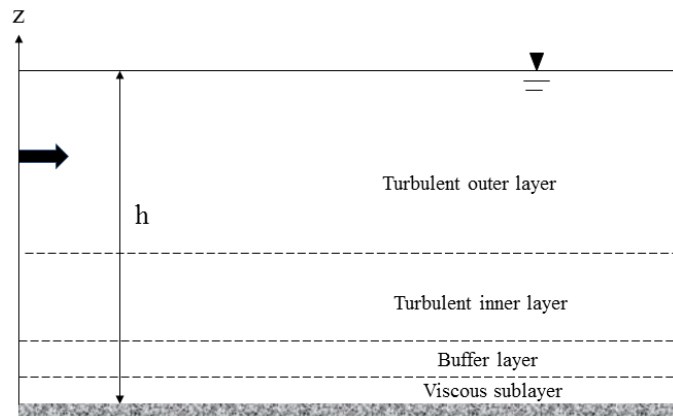 z
Turbulent outer layer
h
Turbulent inner layer
Buffer layer
Viscous sublayer